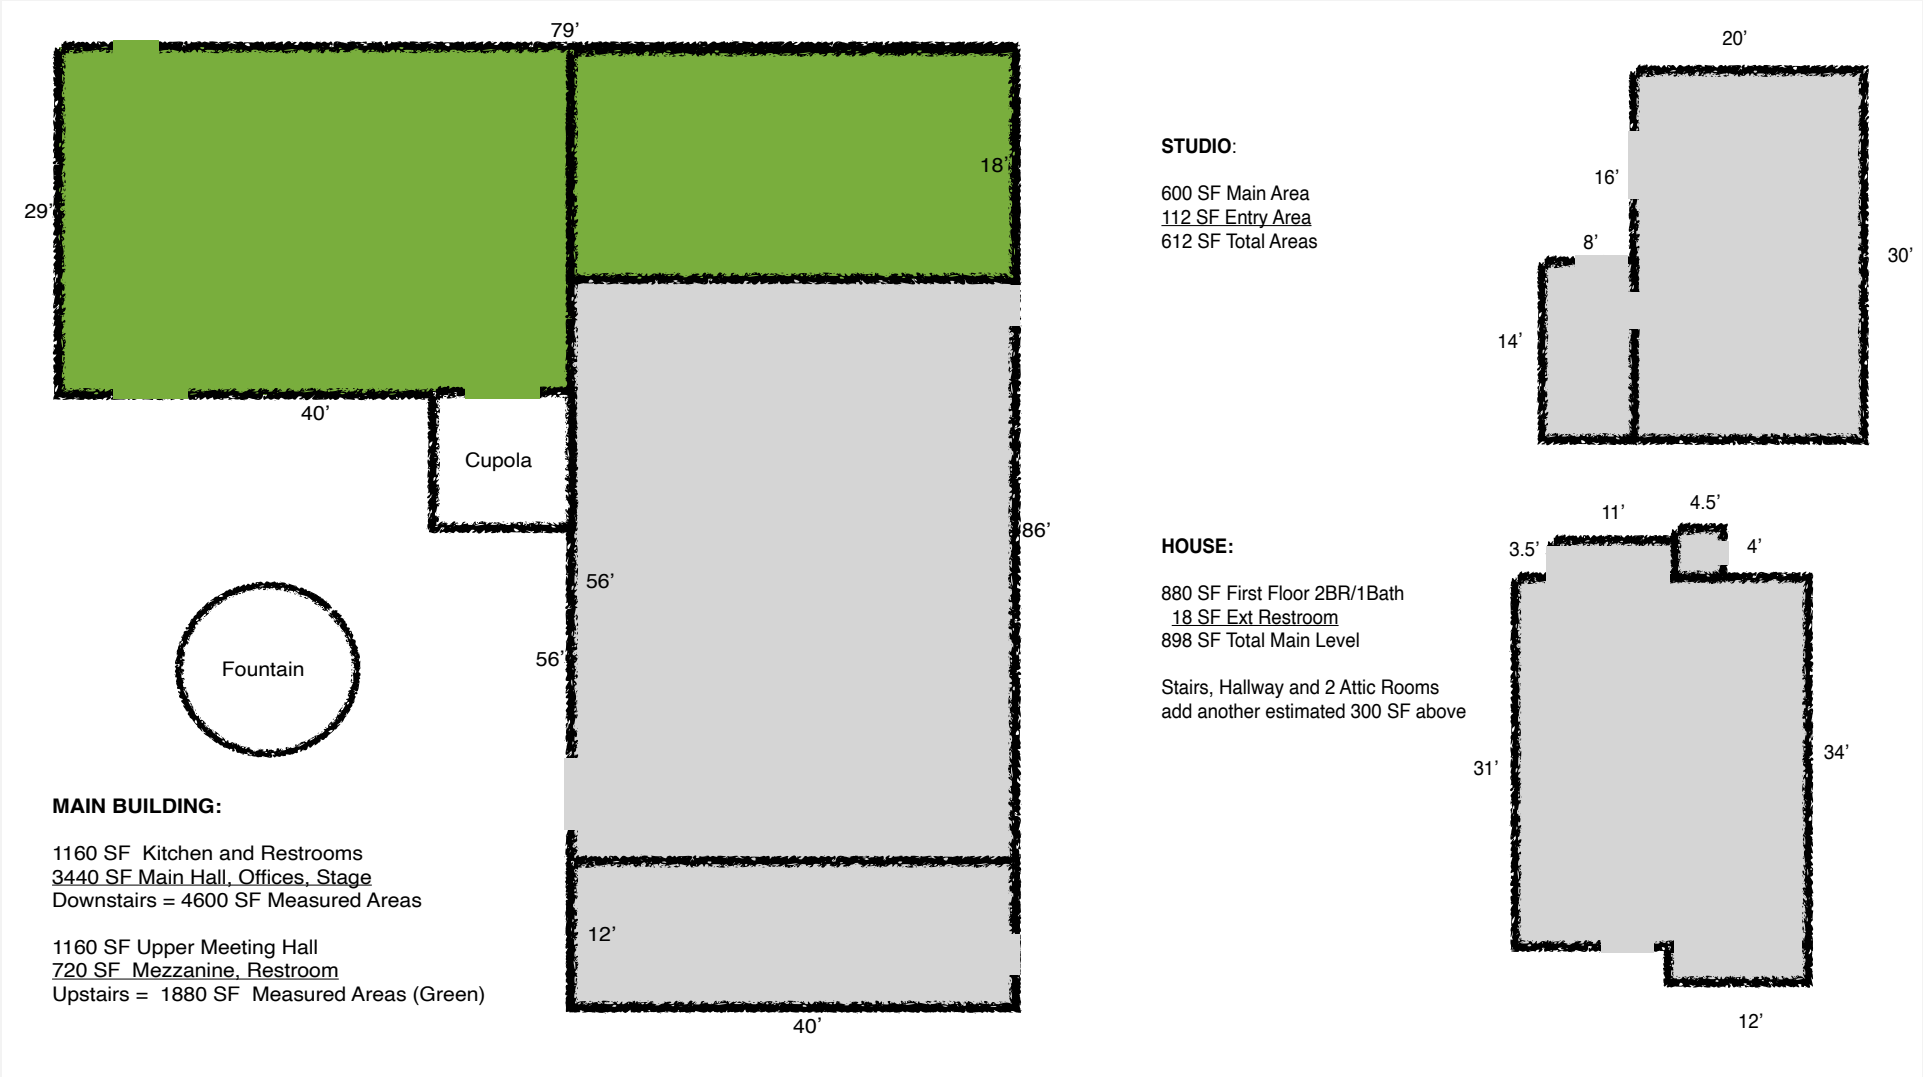 79’
29’
18’
40’
Cupola
56’
86’
56’
Fountain
12’
40’
MAIN BUILDING:
1160 SF  Kitchen and Restrooms
3440 SF Main Hall, Offices, Stage
Downstairs = 4600 SF Measured Areas
1160 SF Upper Meeting Hall
720 SF  Mezzanine, Restroom
Upstairs =  1880 SF  Measured Areas (Green)
STUDIO:
600 SF Main Area
112 SF Entry Area
612 SF Total Areas
20’
16’
8’
30’
14’
HOUSE:
880 SF First Floor 2BR/1Bath
18 SF Ext Restroom
898 SF Total Main Level
Stairs, Hallway and 2 Attic Rooms
add another estimated 300 SF above
4.5’
11’
3.5’
4’
31’
34’
12’